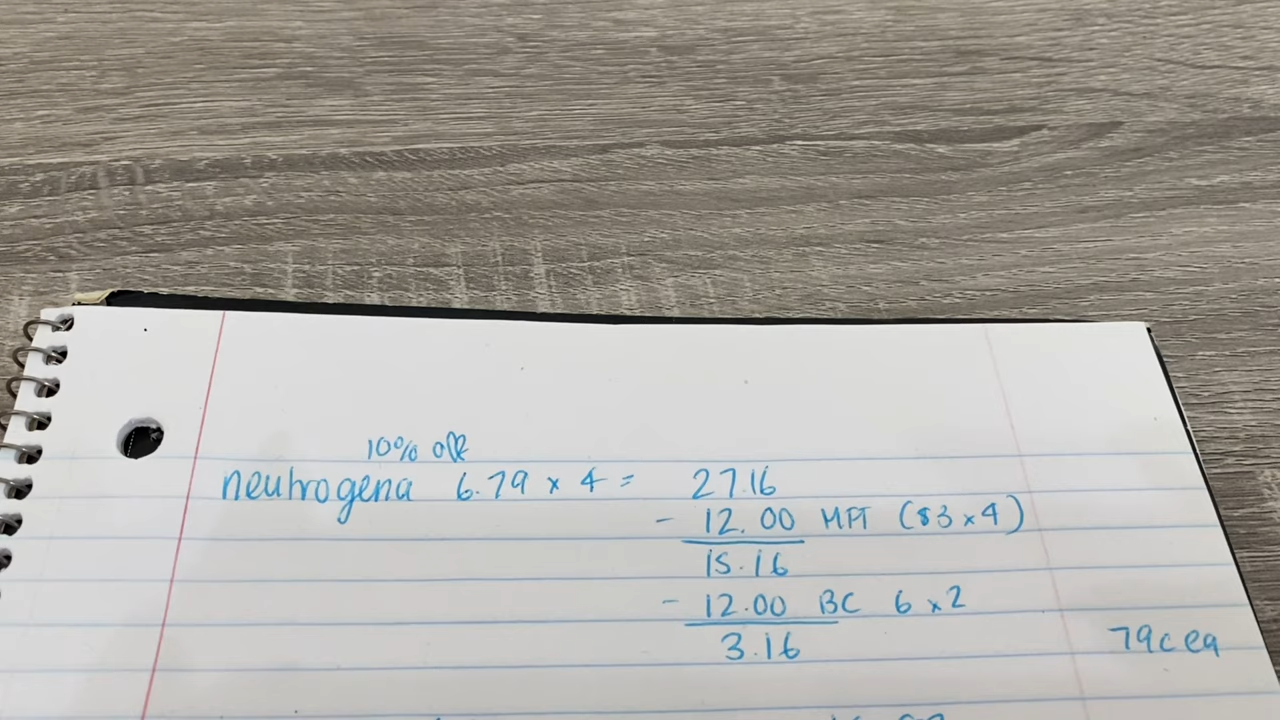 10% off
neutrogena 6.79 x 4 = 27.16
- 12.00 MPT ($3 x 4)
15.16
- 12.00 BC 6 x 2
3.16 79c ea